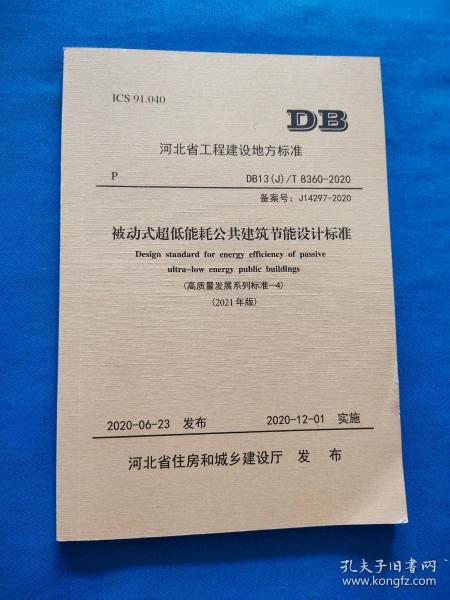 ICS 91.040
DB
河北省工程建设地方标准
P
DB13(J)/T 8360-2020
备案号：J14297-2020
被动式超低能耗公共建筑节能设计标准
Design standard for energy efficiency of passive
ultra-low energy public buildings
(高质量发展系列标准-4)
(2021年版)
2020-06-23 发布 2020-12-01 实施
河北省住房和城乡建设厅 发 布
孔夫子旧书网
www.kongfz.com